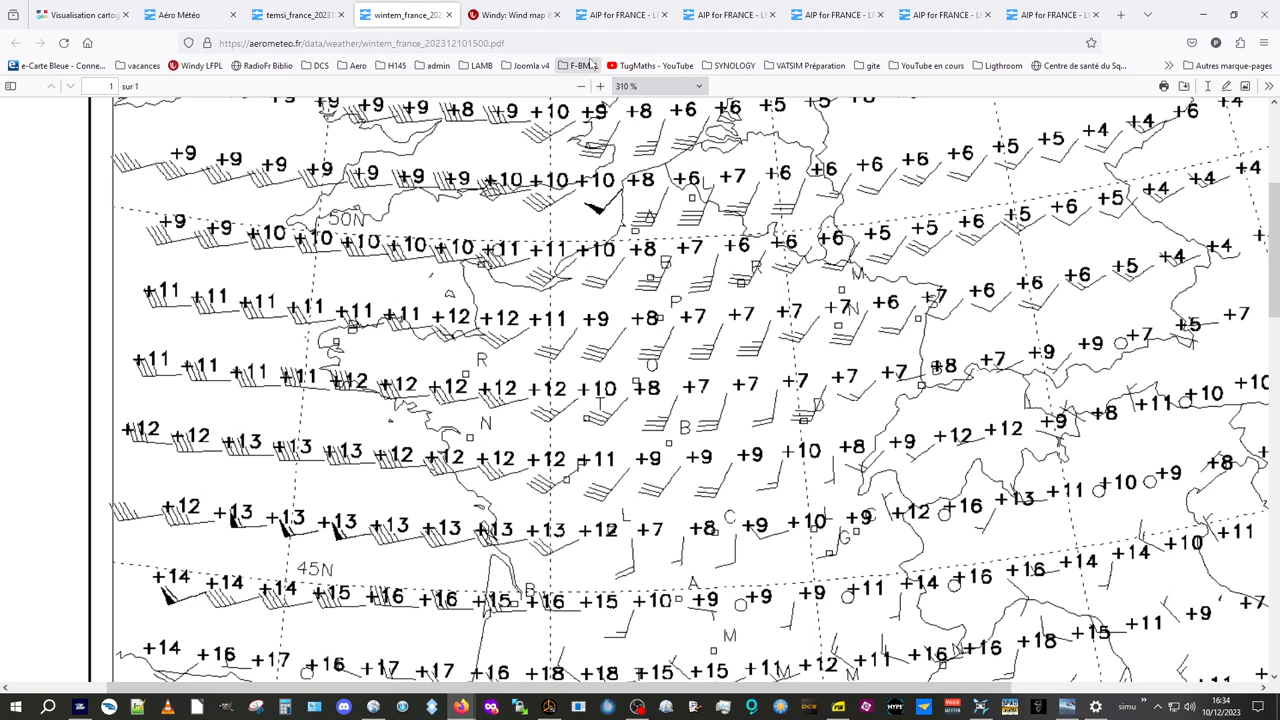 Visualisation cartog
Aéro Météo
temsi_france_20231
wintem_france_202
Windy: Wind map &
AIP for FRANCE - LF
AIP for FRANCE - LF
AIP for FRANCE - LF
AIP for FRANCE - LF
AIP for FRANCE - LF
https://aerometeo.fr/data/weather/wintem_france_202312101500.pdf
e-Carte Bleue - Conne...
vacances
Windy LFPL
RadioFr Biblio
DCS
Aero
H145
admin
LAMB
Joomla v4
F-BM
TugMaths - YouTube
SYNOLOGY
VATSIM Préparation
gite
YouTube en cours
Ligthroom
Centre de santé du Sq...
Autres marque-pages
1 sur 1
310 %
+9 +9 +8 +9 +10 +9 +8 +6 +6 +5 +5 +4 +4 +6 +4
+9 +9 +9 +9 +9 +9 +9 +10 +10 +10 +8 +6 L +7 +6 +6 +6 +6 +6 +5 +5 +4 +4 +4
50N A
+9 +9 +10 +10 +10 +10 +10 +11 +11 +10 +8 +7 +6 +6 +6 +5 +5 +6 +5 +6 +5 +4 +4
B R M
+11 +11 +11 +11 +11 +11 +12 +12 +11 +9 +8 P +7 +7 +7 +7 N +6 +7 +6 +6 +6 +5 +4 +7
R O
+11 +11 +11 +11 +12 +12 +12 +12 +12 +10 +8 +7 +7 +7 +7 +7 +8 +7 +9 +9 +7 +5
T D
N B
+12 +12 +13 +13 +13 +12 +12 +12 +12 +11 +9 +9 +9 +10 +8 +9 +12 +12 +9 +8 +11 +10 +10
P
+12 +13 +13 +13 +13 +13 +13 +13 +12 L +7 +8 C +9 +10 L +9 C +12 +16 +13 +11 +10 +9 +8
G
45N
+14 +14 +14 +15 +16 +16 +15 B +16 +15 +10 A +9 +9 +9 +11 +14 +16 +16 +14 +14 +10 +11
M
+14 +16 +17 +16 +17 +17 +16 +18 +18 +15 +15 +11 M +12 M +11 +16 N +16 +18 +15 +11 +9 +7
simu
16:34
10/12/2023